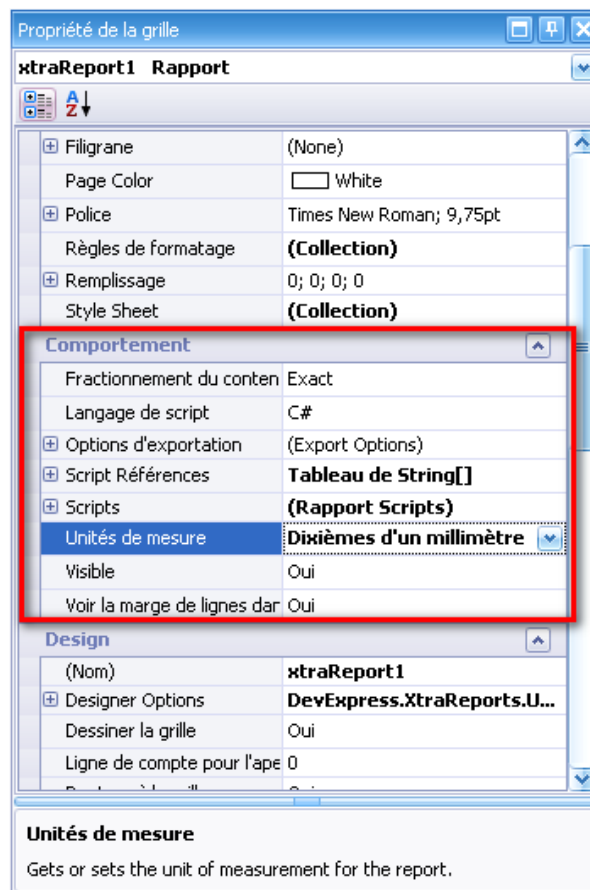 Propriété de la grille
xtraReport1 Rapport
Filigrane (None)
Page Color White
Police Times New Roman; 9,75pt
Règles de formatage (Collection)
Remplissage 0; 0; 0; 0
Style Sheet (Collection)
Comportement
Fractionnement du conten Exact
Langage de script C#
Options d'exportation (Export Options)
Script Références Tableau de String[]
Scripts (Rapport Scripts)
Unités de mesure Dixièmes d'un millimètre
Visible Oui
Voir la marge de lignes dar Oui
Design
(Nom) xtraReport1
Designer Options DevExpress.XtraReports.U...
Dessiner la grille Oui
Ligne de compte pour l'ape 0
Unités de mesure
Gets or sets the unit of measurement for the report.